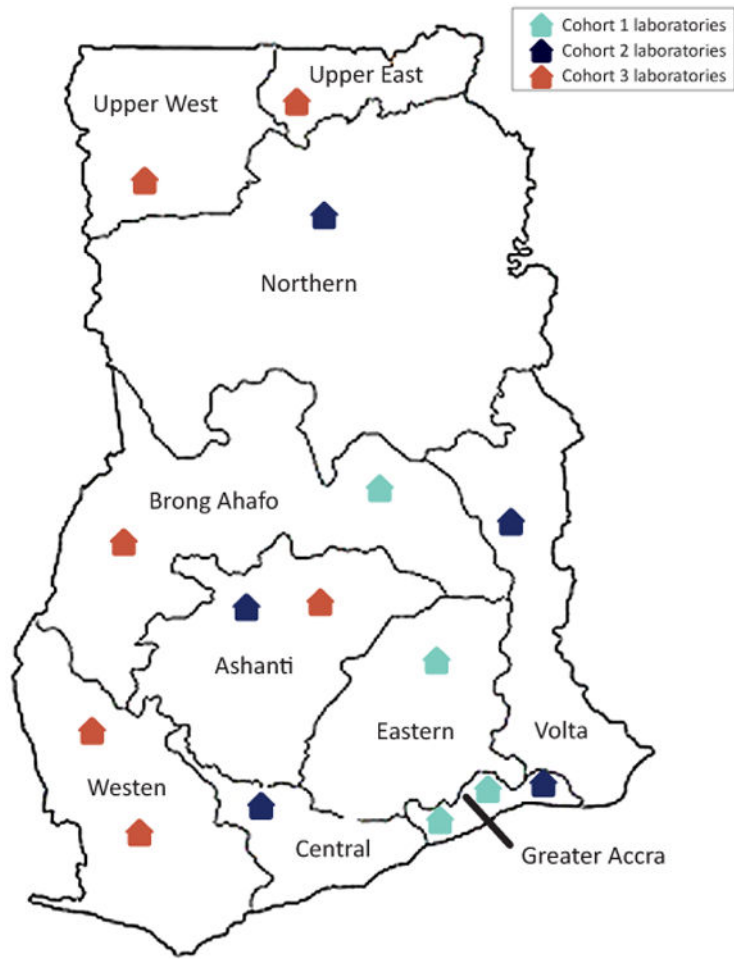 Cohort 1 laboratories
Cohort 2 laboratories
Cohort 3 laboratories
Upper East
Upper West
Northern
Brong Ahafo
Ashanti
Eastern
Volta
Westen
Central
Greater Accra